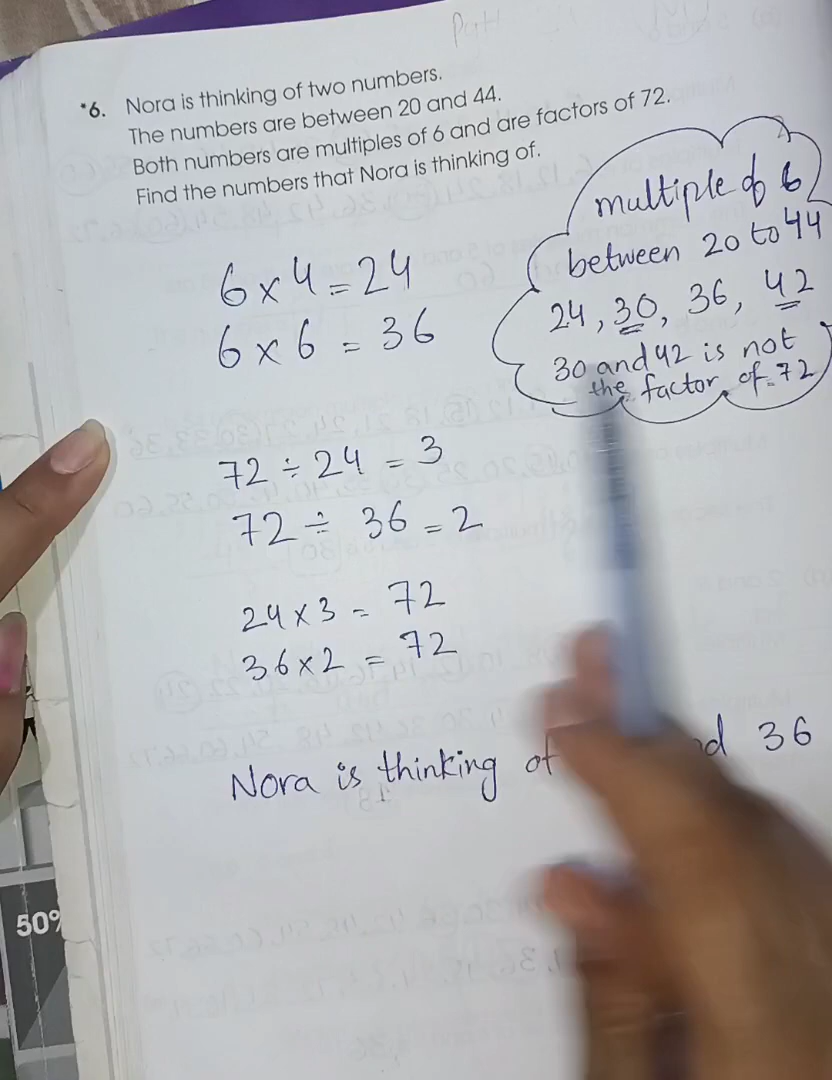 *6. Nora is thinking of two numbers.
The numbers are between 20 and 44.
Both numbers are multiples of 6 and are factors of 72.
Find the numbers that Nora is thinking of.
multiple of 6
between 20 to 44
24, 30, 36, 42
30 and 42 is not
the factor of 72
6 × 4 = 24
6 × 6 = 36
72 ÷ 24 = 3
72 ÷ 36 = 2
24 × 3 = 72
36 × 2 = 72
Nora is thinking of 36
50%